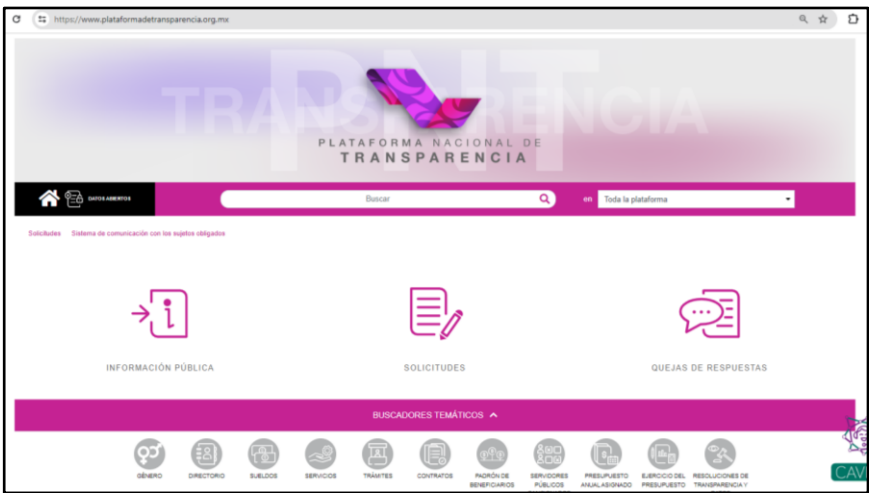 https://www.plataformadetransparencia.org.mx
PNT
TRANSPARENCIA
PLATAFORMA NACIONAL DE
TRANSPARENCIA
DATOS ABIERTOS
Buscar
en
Toda la plataforma
Solicitudes Sistema de comunicación con los sujetos obligados
INFORMACIÓN PÚBLICA
SOLICITUDES
QUEJAS DE RESPUESTAS
BUSCADORES TEMÁTICOS
GÉNERO DIRECTORIO SUELDOS SERVICIOS TRÁMITES CONTRATOS PADRÓN DE SERVIDORES PRESUPUESTO EJERCICIO DEL RESOLUCIONES DE
BENEFICIARIOS PÚBLICOS ANUAL ASIGNADO PRESUPUESTO TRANSPARENCIA Y
CAV